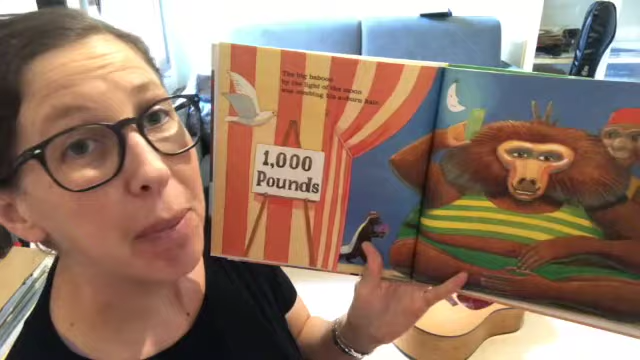 The big baboon
by the light of the moon
was combing his auburn hair.
1,000
Pounds